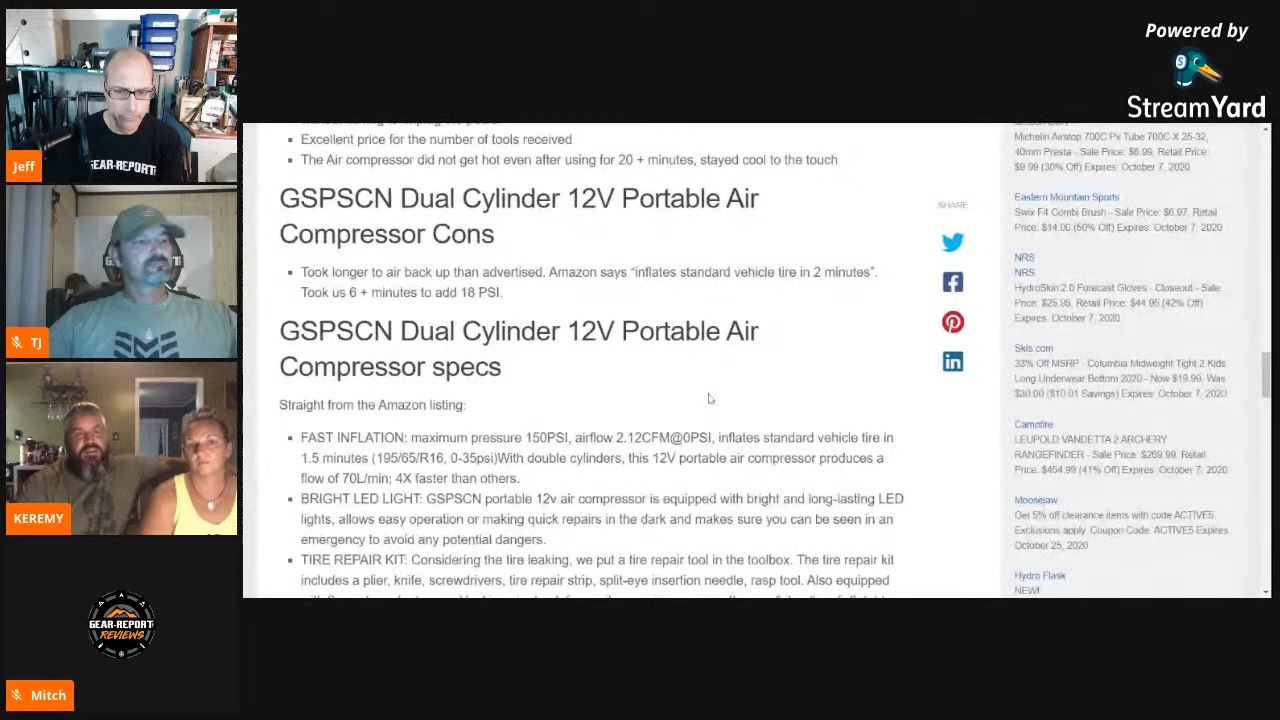 Powered by
StreamYard
GEAR-REPORT
Jeff
TJ
KEREMY
GEAR-REPORT
REVIEWS
Mitch
Excellent price for the number of tools received
The Air compressor did not get hot even after using for 20 + minutes, stayed cool to the touch
GSPSCN Dual Cylinder 12V Portable Air
Compressor Cons
Took longer to air back up than advertised. Amazon says “inflates standard vehicle tire in 2 minutes”.
Took us 6 + minutes to add 18 PSI.
GSPSCN Dual Cylinder 12V Portable Air
Compressor specs
Straight from the Amazon listing:
FAST INFLATION: maximum pressure 150PSI, airflow 2.12CFM@0PSI, inflates standard vehicle tire in
1.5 minutes (195/65/R16, 0-35psi)With double cylinders, this 12V portable air compressor produces a
flow of 70L/min; 4X faster than others.
BRIGHT LED LIGHT: GSPSCN portable 12v air compressor is equipped with bright and long-lasting LED
lights, allows easy operation or making quick repairs in the dark and makes sure you can be seen in an
emergency to avoid any potential dangers.
TIRE REPAIR KIT: Considering the tire leaking, we put a tire repair tool in the toolbox. The tire repair kit
includes a plier, knife, screwdrivers, tire repair strip, split-eye insertion needle, rasp tool. Also equipped
SHARE
Michelin Airstop 700C Pv Tube 700C X 25-32,
40mm Presta - Sale Price: $6.99, Retail Price:
$9.99 (30% Off) Expires: October 7, 2020
Eastern Mountain Sports
Swix F4 Combi Brush - Sale Price: $6.97, Retail
Price: $14.00 (50% Off) Expires: October 7, 2020
NRS
NRS
HydroSkin 2.0 Forecast Gloves - Closeout - Sale
Price: $25.95, Retail Price: $44.95 (42% Off)
Expires: October 7, 2020
Skis.com
33% Off MSRP - Columbia Midweight Tight 2 Kids
Long Underwear Bottom 2020 - Now $19.99, Was
$30.00 ($10.01 Savings) Expires: October 7, 2020
Camofire
LEUPOLD VANDETTA 2 ARCHERY
RANGEFINDER - Sale Price: $269.99, Retail
Price: $454.99 (41% Off) Expires: October 7, 2020
Moosejaw
Get 5% off clearance items with code ACTIVE5.
Exclusions apply. Coupon Code: ACTIVE5 Expires:
October 25, 2020
Hydro Flask
NEW!